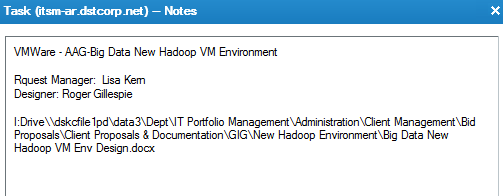 Task (itsm-ar.dstcorp.net) – Notes
VMWare - AAG-Big Data New Hadoop VM Environment
Rquest Manager:  Lisa Kern
Designer: Roger Gillespie
I:Drive\\dskcfile1pd\data3\Dept\IT Portfolio Management\Administration\Client Management\Bid
Proposals\Client Proposals & Documentation\GIG\New Hadoop Environment\Big Data New
Hadoop VM Env Design.docx